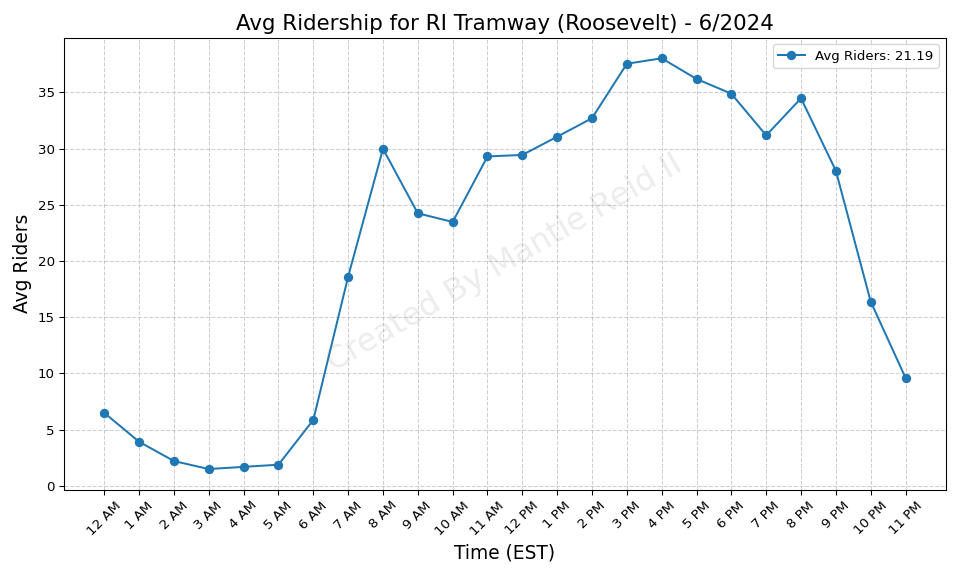 Avg Ridership for RI Tramway (Roosevelt) - 6/2024
Avg Riders: 21.19
Avg Riders
35
30
25
20
15
10
5
0
Created By Mantle Reid II
12 AM
1 AM
2 AM
3 AM
4 AM
5 AM
6 AM
7 AM
8 AM
9 AM
10 AM
11 AM
12 PM
1 PM
2 PM
3 PM
4 PM
5 PM
6 PM
7 PM
8 PM
9 PM
10 PM
11 PM
Time (EST)